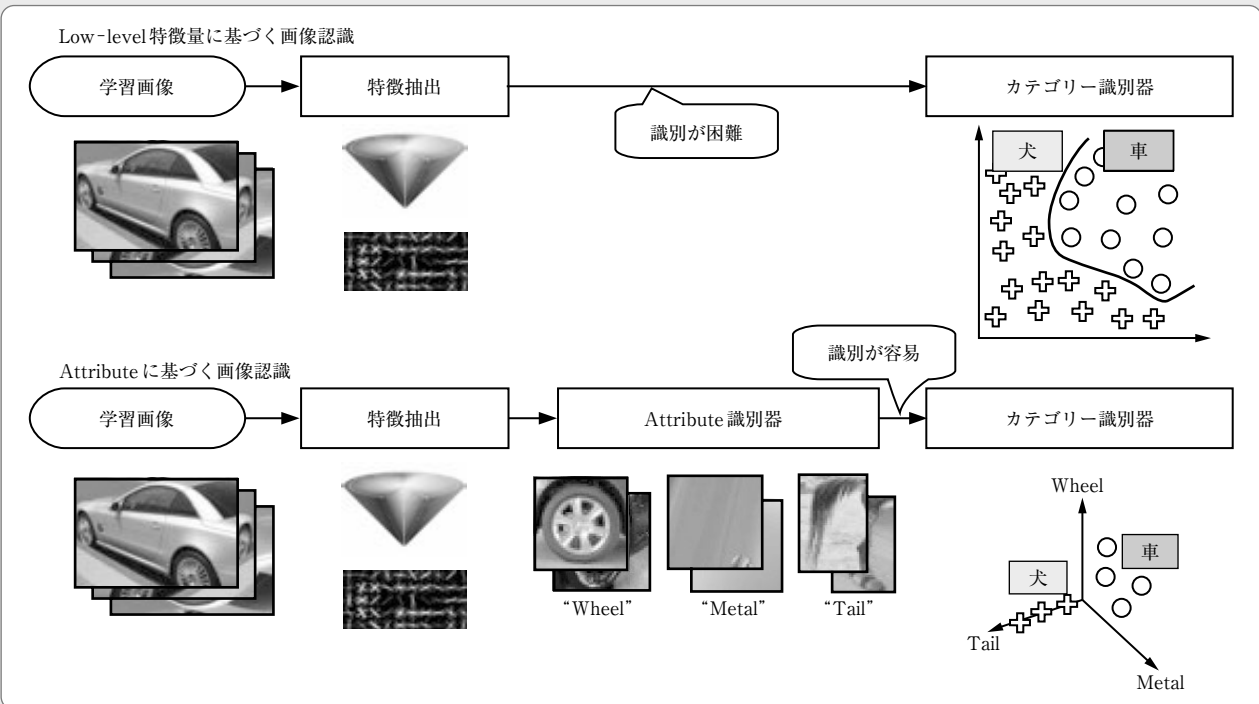 Low-level特徴量に基づく画像認識
学習画像
特徴抽出
カテゴリー識別器
識別が困難
犬
車
識別が容易
Attributeに基づく画像認識
学習画像
特徴抽出
Attribute識別器
カテゴリー識別器
“Wheel”
“Metal”
“Tail”
Wheel
車
犬
Tail
Metal